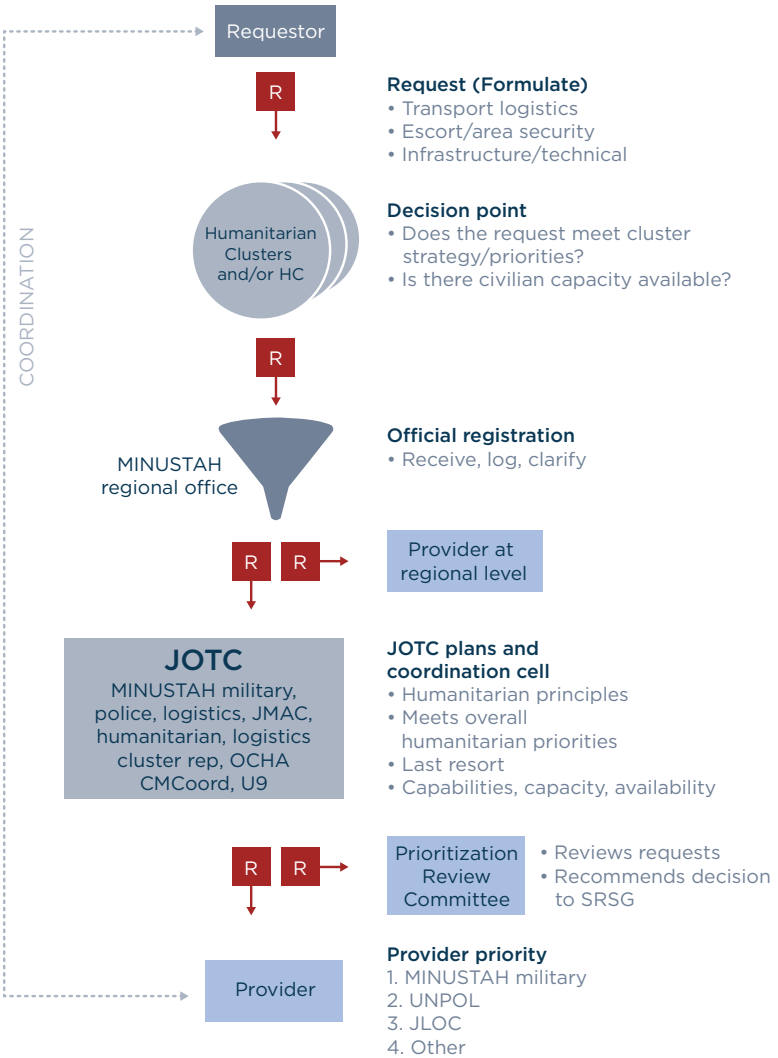 Requestor
R
Request (Formulate)
• Transport logistics
• Escort/area security
• Infrastructure/technical
COORDINATION
Humanitarian
Clusters
and/or HC
Decision point
• Does the request meet cluster
strategy/priorities?
• Is there civilian capacity available?
R
MINUSTAH
regional office
Official registration
• Receive, log, clarify
R
R
Provider at
regional level
JOTC
MINUSTAH military,
police, logistics, JMAC,
humanitarian, logistics
cluster rep, OCHA
CMCoord, U9
JOTC plans and
coordination cell
• Humanitarian principles
• Meets overall
humanitarian priorities
• Last resort
• Capabilities, capacity, availability
R
R
Prioritization
Review
Committee
• Reviews requests
• Recommends decision
to SRSG
Provider
Provider priority
1. MINUSTAH military
2. UNPOL
3. JLOC
4. Other